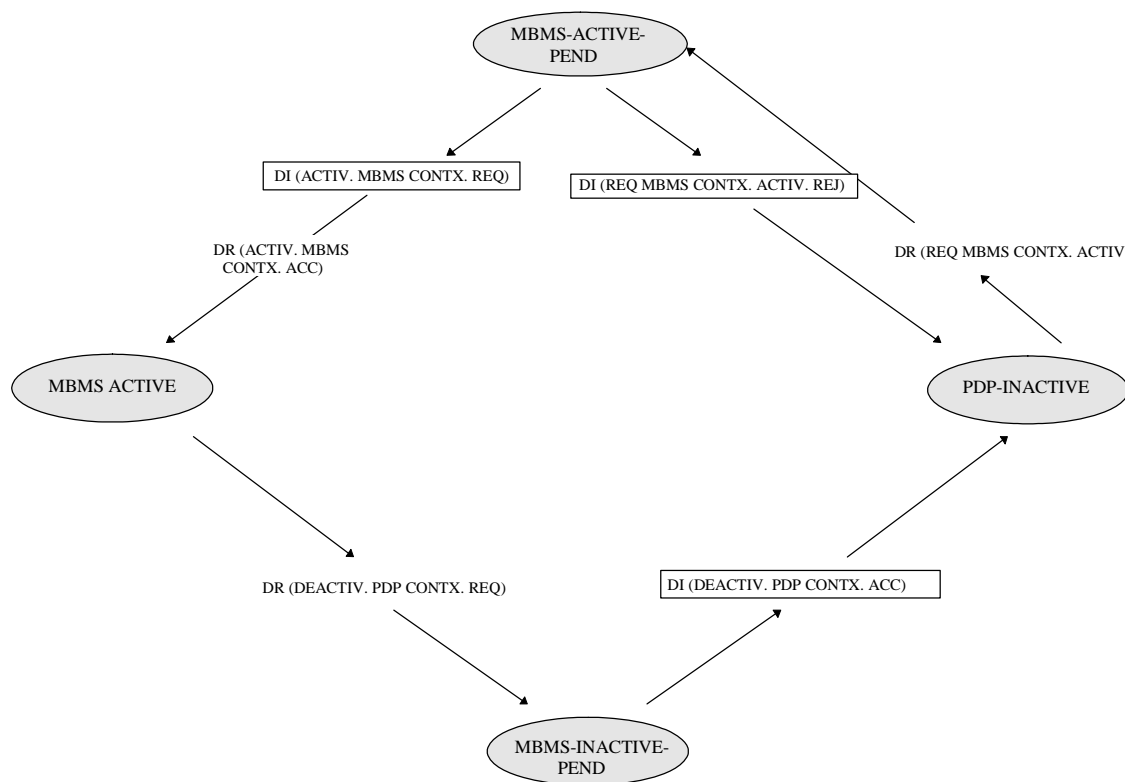 MBMS-ACTIVE-
PEND
DI (ACTIV. MBMS CONTX. REQ)
DI (REQ MBMS CONTX. ACTIV. REJ)
DR (ACTIV. MBMS
CONTX. ACC)
DR (REQ MBMS CONTX. ACTIV
MBMS ACTIVE
PDP-INACTIVE
DR (DEACTIV. PDP CONTX. REQ)
DI (DEACTIV. PDP CONTX. ACC)
MBMS-INACTIVE-
PEND